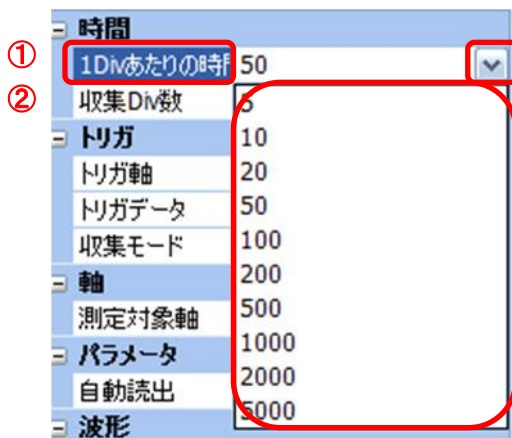 時間
① 1Divあたりの時 50
② 収集Div数 5
トリガ 10
トリガ軸 20
トリガデータ 50
収集モード 100
軸 200
測定対象軸 500
パラメータ 1000
自動読出 2000
波形 5000